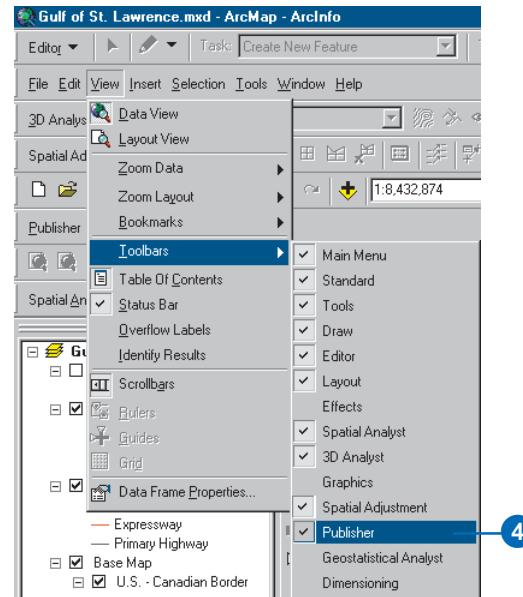 Gulf of St. Lawrence.mxd - ArcMap - ArcInfo
Editor Task: Create New Feature
File Edit View Insert Selection Tools Window Help
3D Analys
Data View
Layout View
Spatial Ad
Zoom Data
Zoom Layout
1:8,432,874
Bookmarks
Publisher
Toolbars
Table Of Contents
Status Bar
Spatial An
Overflow Labels
Identify Results
Gu
Scrollbars
Rulers
Guides
Grid
Data Frame Properties...
Main Menu
Standard
Tools
Draw
Editor
Layout
Effects
Spatial Analyst
3D Analyst
Graphics
Spatial Adjustment
Publisher
4
Geostatistical Analyst
Dimensioning
Expressway
Primary Highway
Base Map
U.S. - Canadian Border